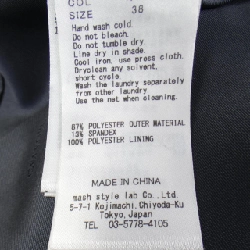 COL
SIZE 38
Hand wash cold.
Do not bleach.
Do not tumble dry
Line dry in shade.
Cool iron, use press cloth.
Dryclean any solvent,
short cycle.
Wash the laundry separately
from other laundry
Use the net when cleaning.
87% POLYESTER OUTER MATERIAL
13% SPANDEX
100% POLYESTER LINING
MADE IN CHINA
mash style lab Co.,Ltd.
5-7-1 Kojimachi,Chiyoda-Ku
Tokyo,Japan
TEL 03-5778-4105